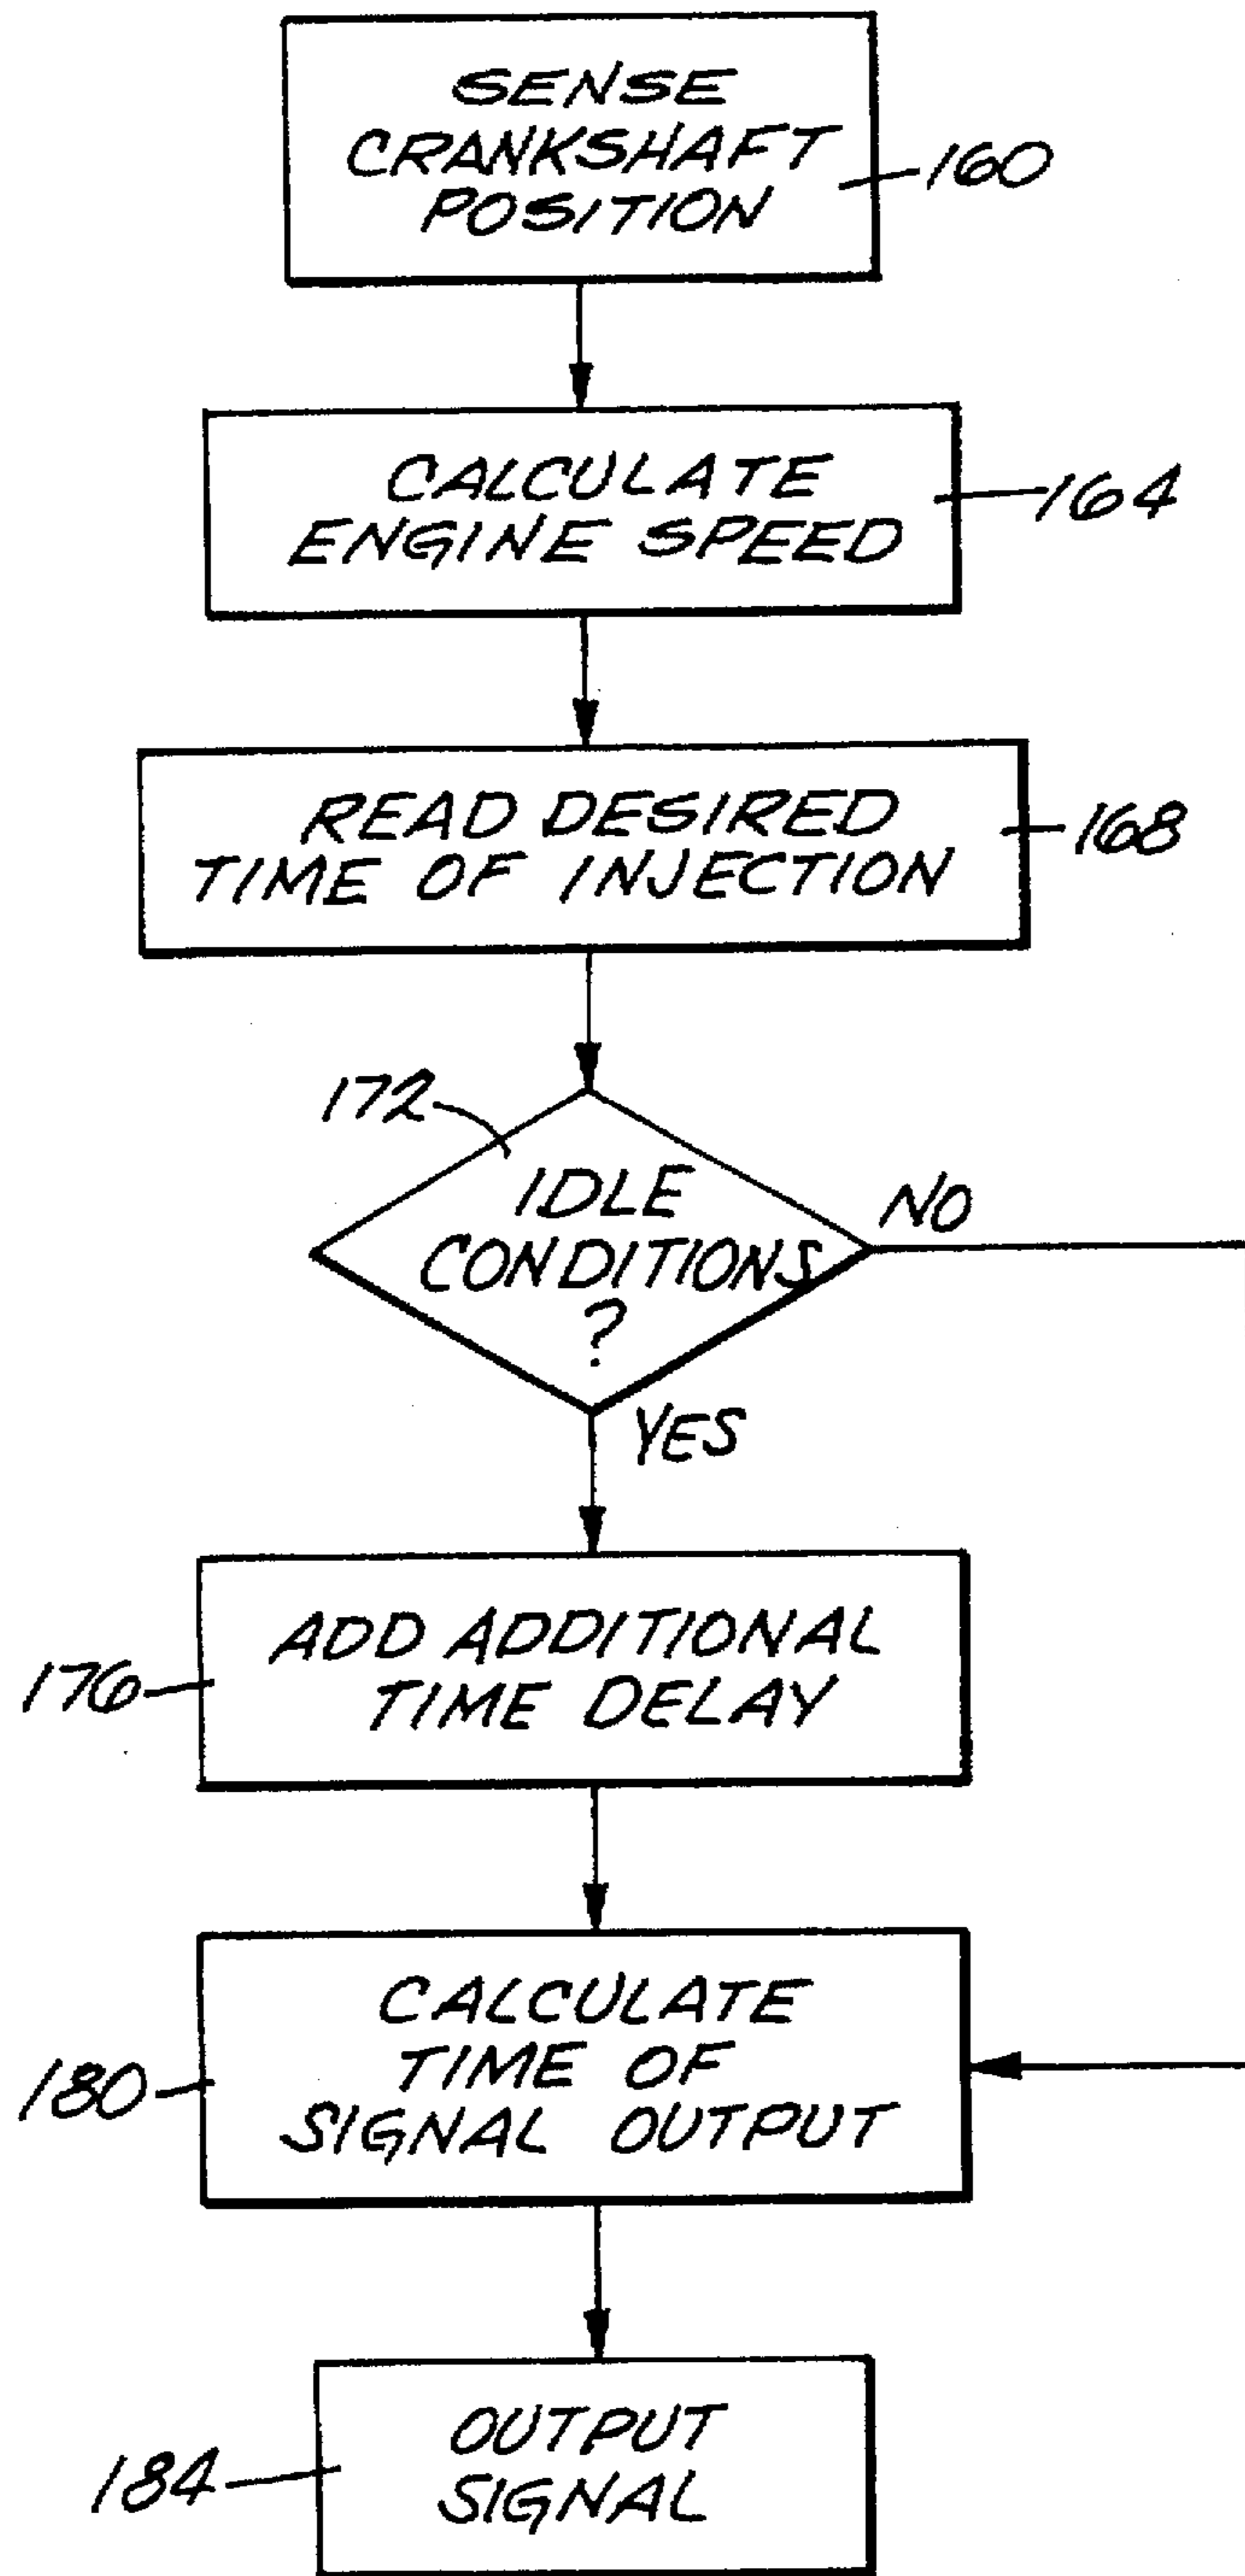 SENSE
CRANKSHAFT
POSITION
160
CALCULATE
ENGINE SPEED
164
READ DESIRED
TIME OF INJECTION
168
172
IDLE
CONDITIONS
?
NO
YES
ADD ADDITIONAL
TIME DELAY
176
CALCULATE
TIME OF
SIGNAL OUTPUT
180
OUTPUT
SIGNAL
184